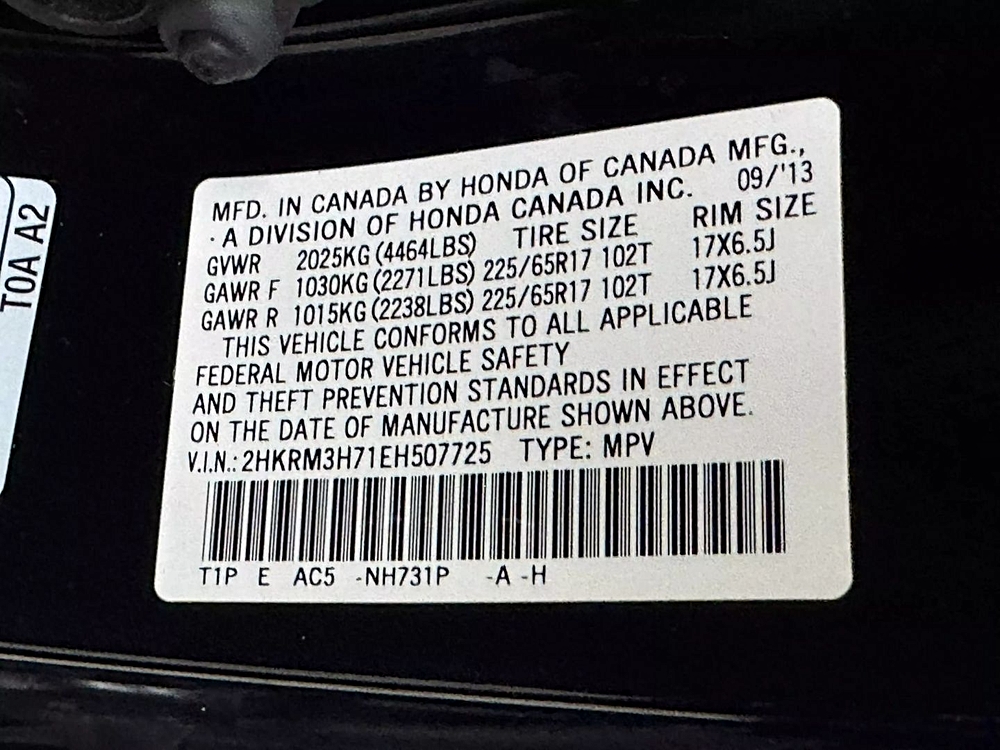 MFD. IN CANADA BY HONDA OF CANADA MFG.,
· A DIVISION OF HONDA CANADA INC. 09/'13
GVWR 2025KG (4464LBS) TIRE SIZE RIM SIZE
GAWR F 1030KG (2271LBS) 225/65R17 102T 17X6.5J
GAWR R 1015KG (2238LBS) 225/65R17 102T 17X6.5J
THIS VEHICLE CONFORMS TO ALL APPLICABLE
FEDERAL MOTOR VEHICLE SAFETY
AND THEFT PREVENTION STANDARDS IN EFFECT
ON THE DATE OF MANUFACTURE SHOWN ABOVE.
V.I.N.: 2HKRM3H71EH507725 TYPE: MPV
T1P E AC5 -NH731P -A -H
T0A A2